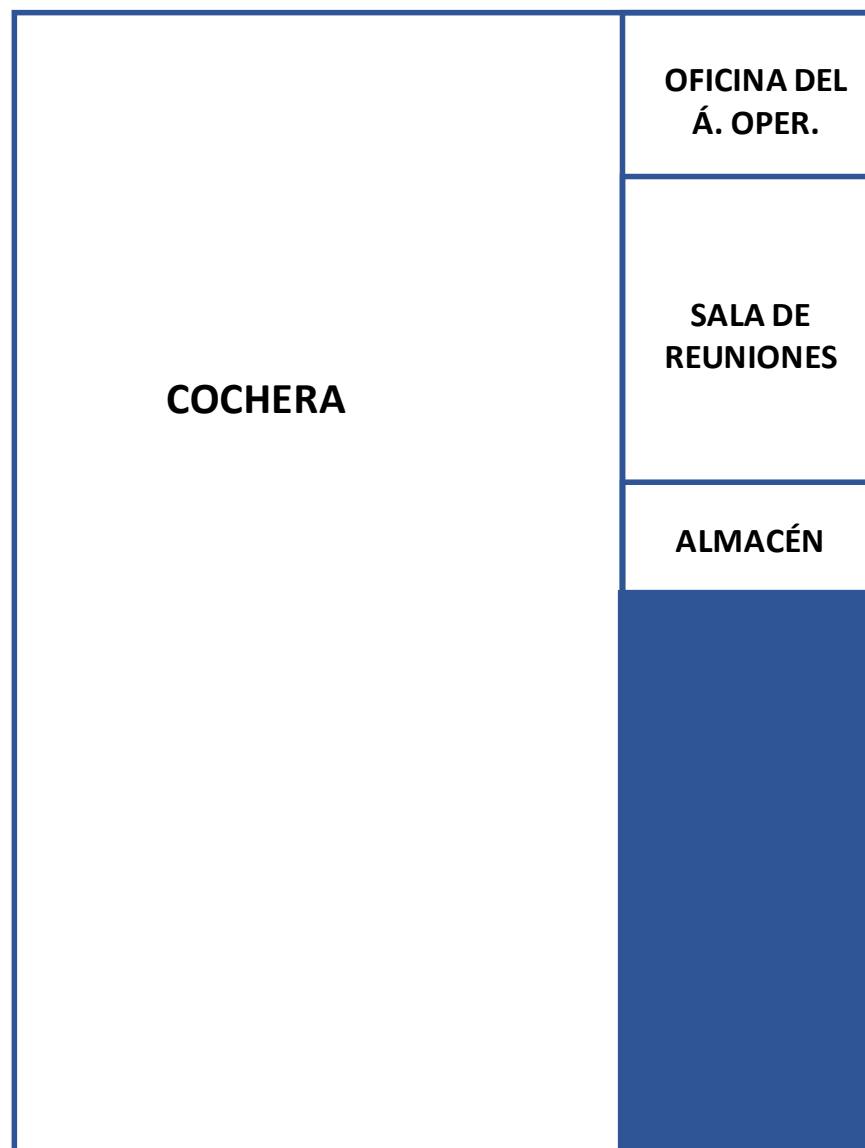 OFICINA DEL
Á. OPER.
SALA DE
REUNIONES
COCHERA
ALMACÉN